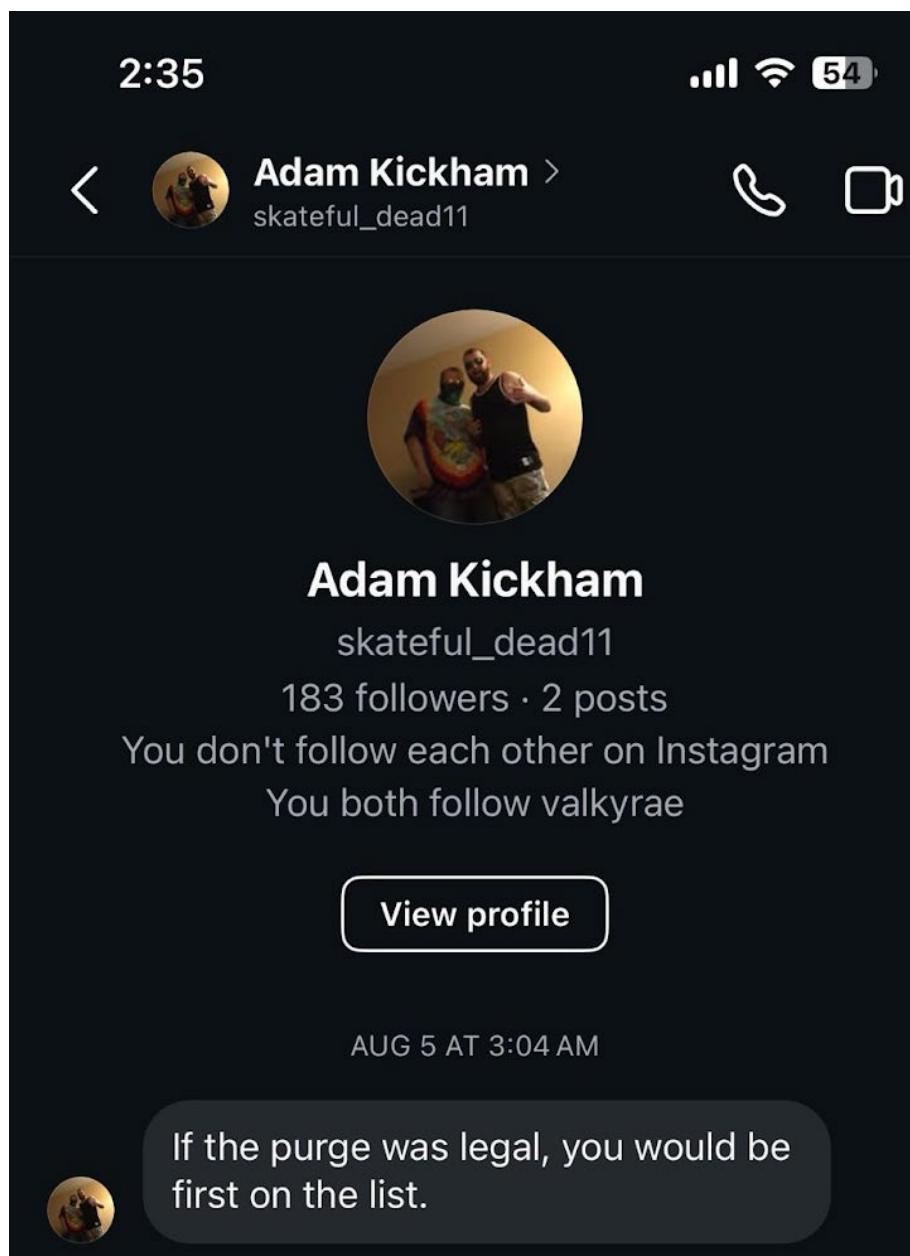 2:35
54
Adam Kickham >
skateful_dead11
Adam Kickham
skateful_dead11
183 followers · 2 posts
You don't follow each other on Instagram
You both follow valkyrae
View profile
AUG 5 AT 3:04 AM
If the purge was legal, you would be
first on the list.